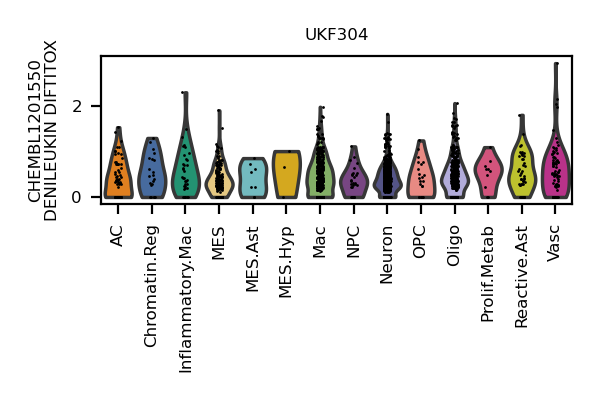 UKF304
CHEMBL1201550
DENILEUKIN DIFTITOX
2
0
AC
Chromatin.Reg
Inflammatory.Mac
MES
MES.Ast
MES.Hyp
Mac
NPC
Neuron
OPC
Oligo
Prolif.Metab
Reactive.Ast
Vasc